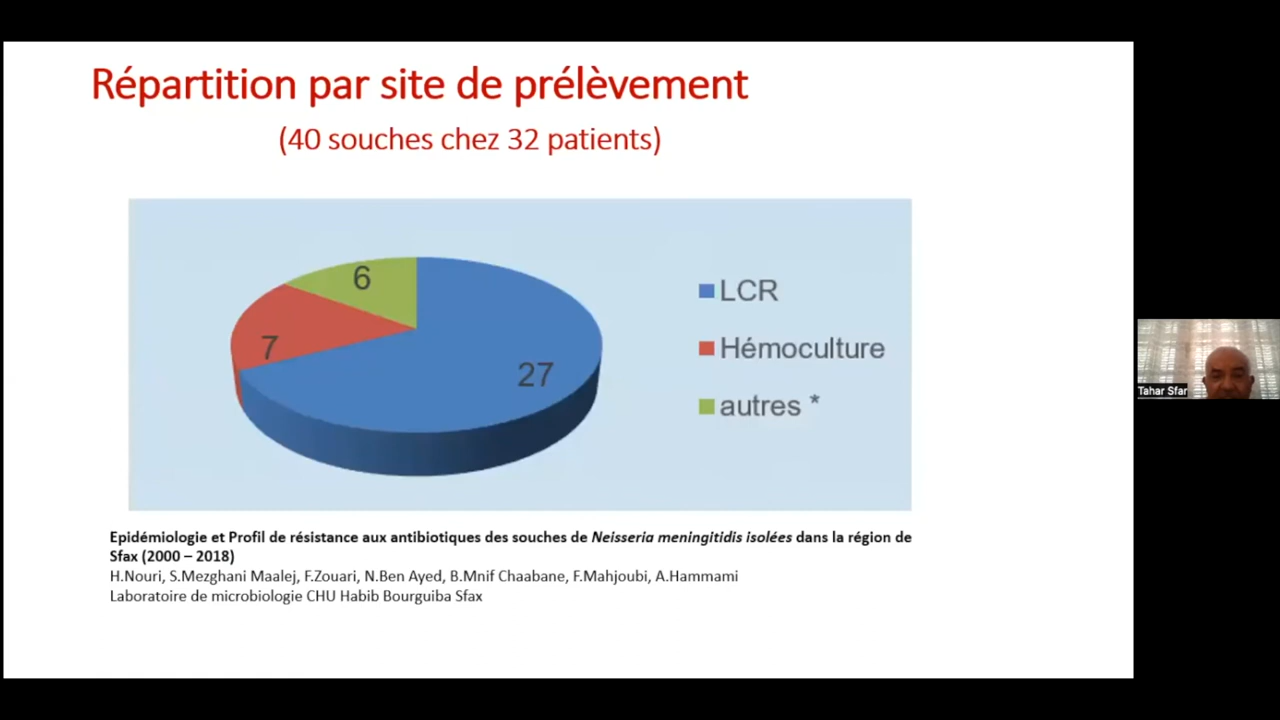 Répartition par site de prélèvement
(40 souches chez 32 patients)
6
7
27
LCR
Hémoculture
autres *
Epidémiologie et Profil de résistance aux antibiotiques des souches de Neisseria meningitidis isolées dans la région de
Sfax (2000 – 2018)
H.Nouri, S.Mezghani Maalej, F.Zouari, N.Ben Ayed, B.Mnif Chaabane, F.Mahjoubi, A.Hammami
Laboratoire de microbiologie CHU Habib Bourguiba Sfax
Tahar Sfar